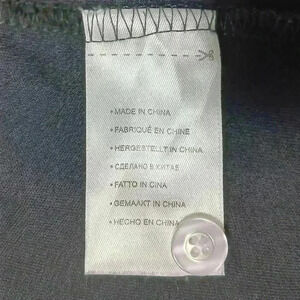 • MADE IN CHINA
• FABRIQUÉ EN CHINE
• HERGESTELLT IN CHINA
• СДЕЛАНО В КИТАЕ
• FATTO IN CINA
• GEMAAKT IN CHINA
• HECHO EN CHINA